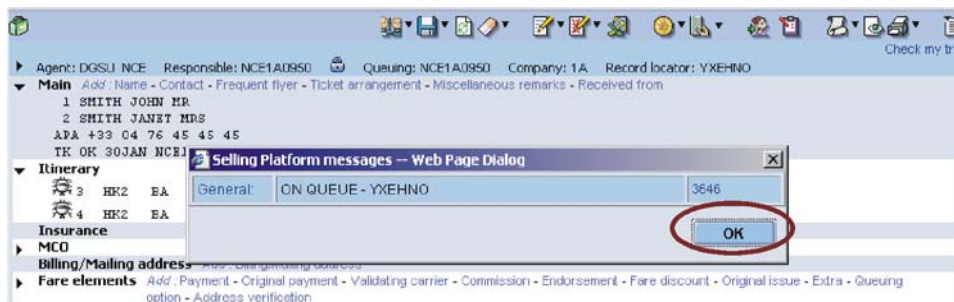 Check my tr
Agent: DGSU NCE Responsible: NCE1A0950 Queuing: NCE1A0950 Company: 1A Record locator: YXEHNO
Main Add : Name - Contact - Frequent flyer - Ticket arrangement - Miscellaneous remarks - Received from
1 SMITH JOHN MR
2 SMITH JANET MRS
APA +33 04 76 45 45 45
TK OK 30JAN NCE1
Selling Platform messages -- Web Page Dialog
Itinerary
3 HK2 BA
General: ON QUEUE - YXEHNO 3646
4 HK2 BA
OK
Insurance
MCO
Billing/Mailing address
Fare elements Add : Payment - Original payment - Validating carrier - Commission - Endorsement - Fare discount - Original issue - Extra - Queuing
option - Address verification